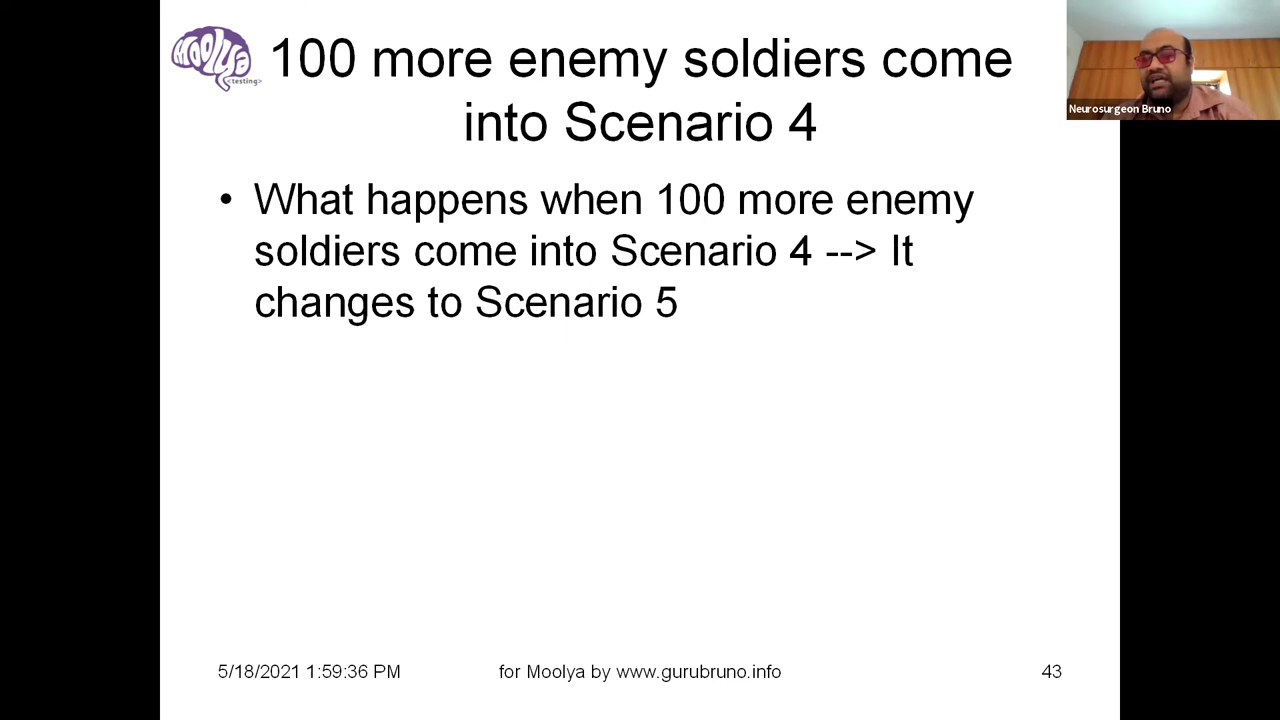 Moolya
<testing>
100 more enemy soldiers come
into Scenario 4
Neurosurgeon Bruno
• What happens when 100 more enemy
soldiers come into Scenario 4 --> It
changes to Scenario 5
5/18/2021 1:59:36 PM
for Moolya by www.gurubruno.info
43